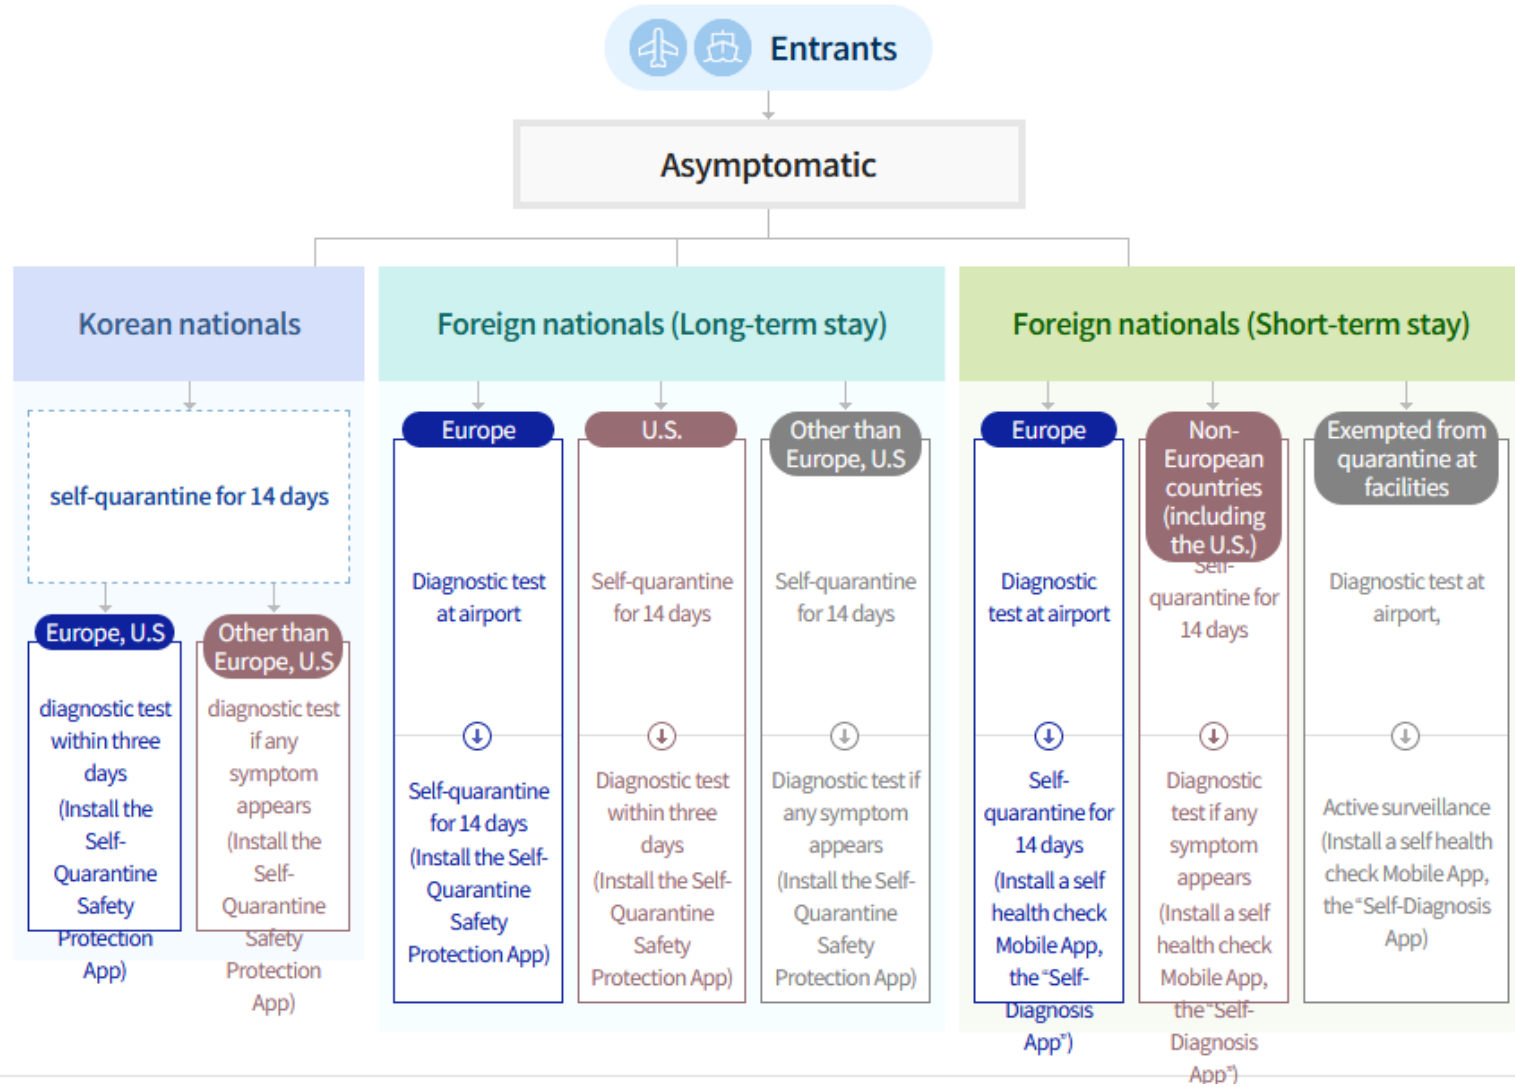 Entrants
Asymptomatic
Korean nationals
self-quarantine for 14 days
Europe, U.S
diagnostic test
within three
days
(Install the
Self-
Quarantine
Safety
Protection
App)
Other than
Europe, U.S
diagnostic test
if any
symptom
appears
(Install the
Self-
Quarantine
Safety
Protection
App)
Foreign nationals (Long-term stay)
Europe
Diagnostic test
at airport
Self-quarantine
for 14 days
(Install the Self-
Quarantine
Safety
Protection App)
U.S.
Self-quarantine
for 14 days
Diagnostic test
within three
days
(Install the Self-
Quarantine
Safety
Protection App)
Other than
Europe, U.S
Self-quarantine
for 14 days
Diagnostic test if
any symptom
appears
(Install the Self-
Quarantine
Safety
Protection App)
Foreign nationals (Short-term stay)
Europe
Diagnostic
test at airport
Self-
quarantine for
14 days
(Install a self
health check
Mobile App,
the “Self-
Diagnosis
App”)
Non-
European
countries
(including
the U.S.)
Self-
quarantine for
14 days
Diagnostic
test if any
symptom
appears
(Install a self
health check
Mobile App,
the “Self-
Diagnosis
App”)
Exempted from
quarantine at
facilities
Diagnostic test at
airport,
Active surveillance
(Install a self health
check Mobile App,
the “Self-Diagnosis
App)